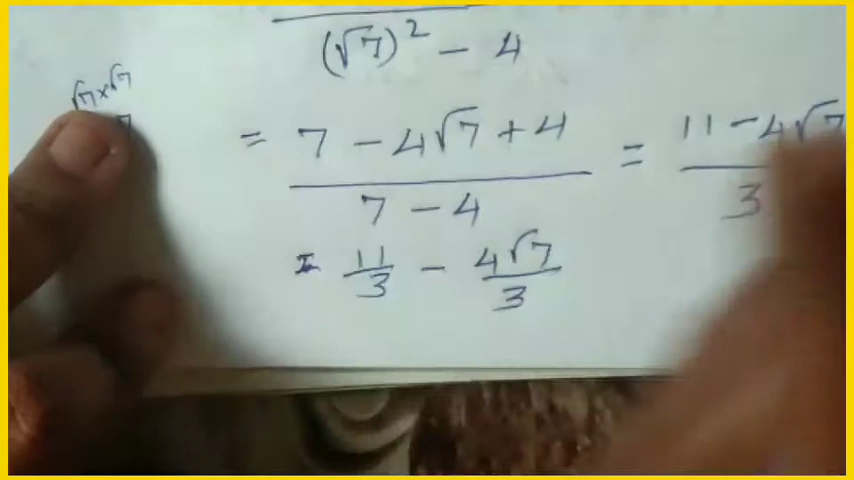 (√7)² - 4
√7 × √7
= 7 - 4√7 + 4 / 7 - 4 = 11 - 4√7 / 3
= 11/3 - 4√7/3